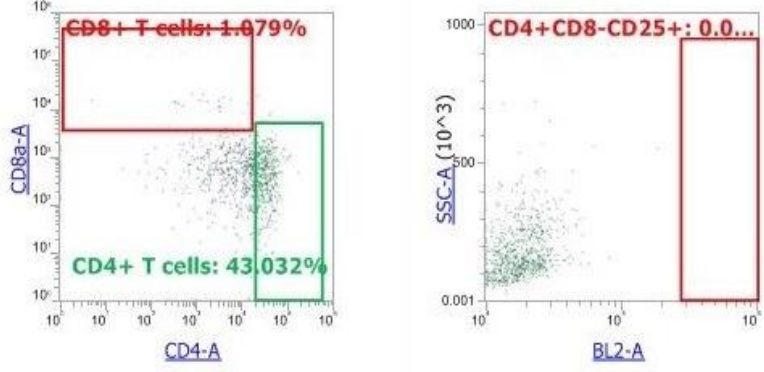 CD8+ T cells: 1.079%
CD4+ T cells: 43.032%
CD8a-A
CD4-A
CD4+CD8-CD25+: 0.0...
1000
500
0.001
SSC-A (10^3)
BL2-A